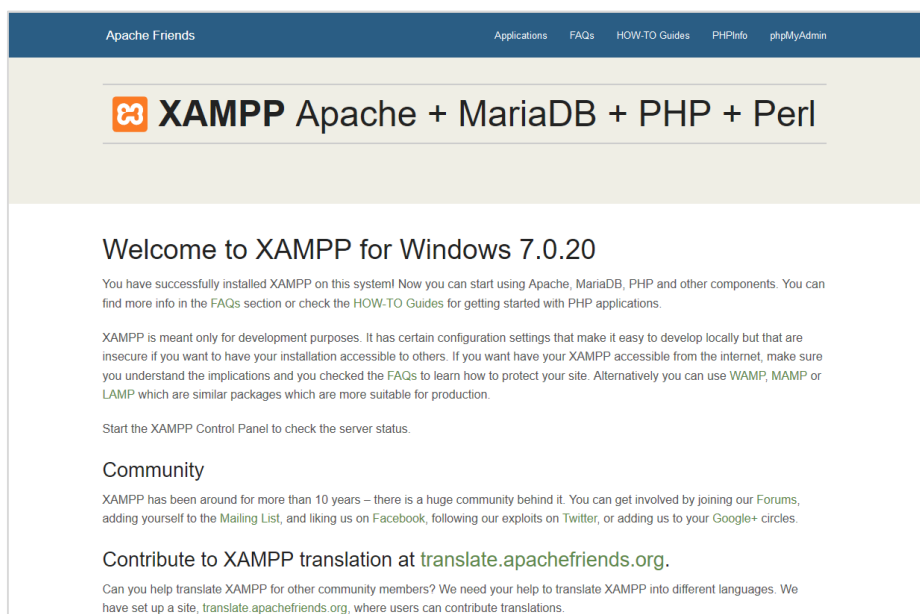 Apache Friends
Applications FAQs HOW-TO Guides PHPInfo phpMyAdmin
XAMPP Apache + MariaDB + PHP + Perl
Welcome to XAMPP for Windows 7.0.20
You have successfully installed XAMPP on this system! Now you can start using Apache, MariaDB, PHP and other components. You can
find more info in the FAQs section or check the HOW-TO Guides for getting started with PHP applications.
XAMPP is meant only for development purposes. It has certain configuration settings that make it easy to develop locally but that are
insecure if you want to have your installation accessible to others. If you want have your XAMPP accessible from the internet, make sure
you understand the implications and you checked the FAQs to learn how to protect your site. Alternatively you can use WAMP, MAMP or
LAMP which are similar packages which are more suitable for production.
Start the XAMPP Control Panel to check the server status.
Community
XAMPP has been around for more than 10 years – there is a huge community behind it. You can get involved by joining our Forums,
adding yourself to the Mailing List, and liking us on Facebook, following our exploits on Twitter, or adding us to your Google+ circles.
Contribute to XAMPP translation at translate.apachefriends.org.
Can you help translate XAMPP for other community members? We need your help to translate XAMPP into different languages. We
have set up a site, translate.apachefriends.org, where users can contribute translations.